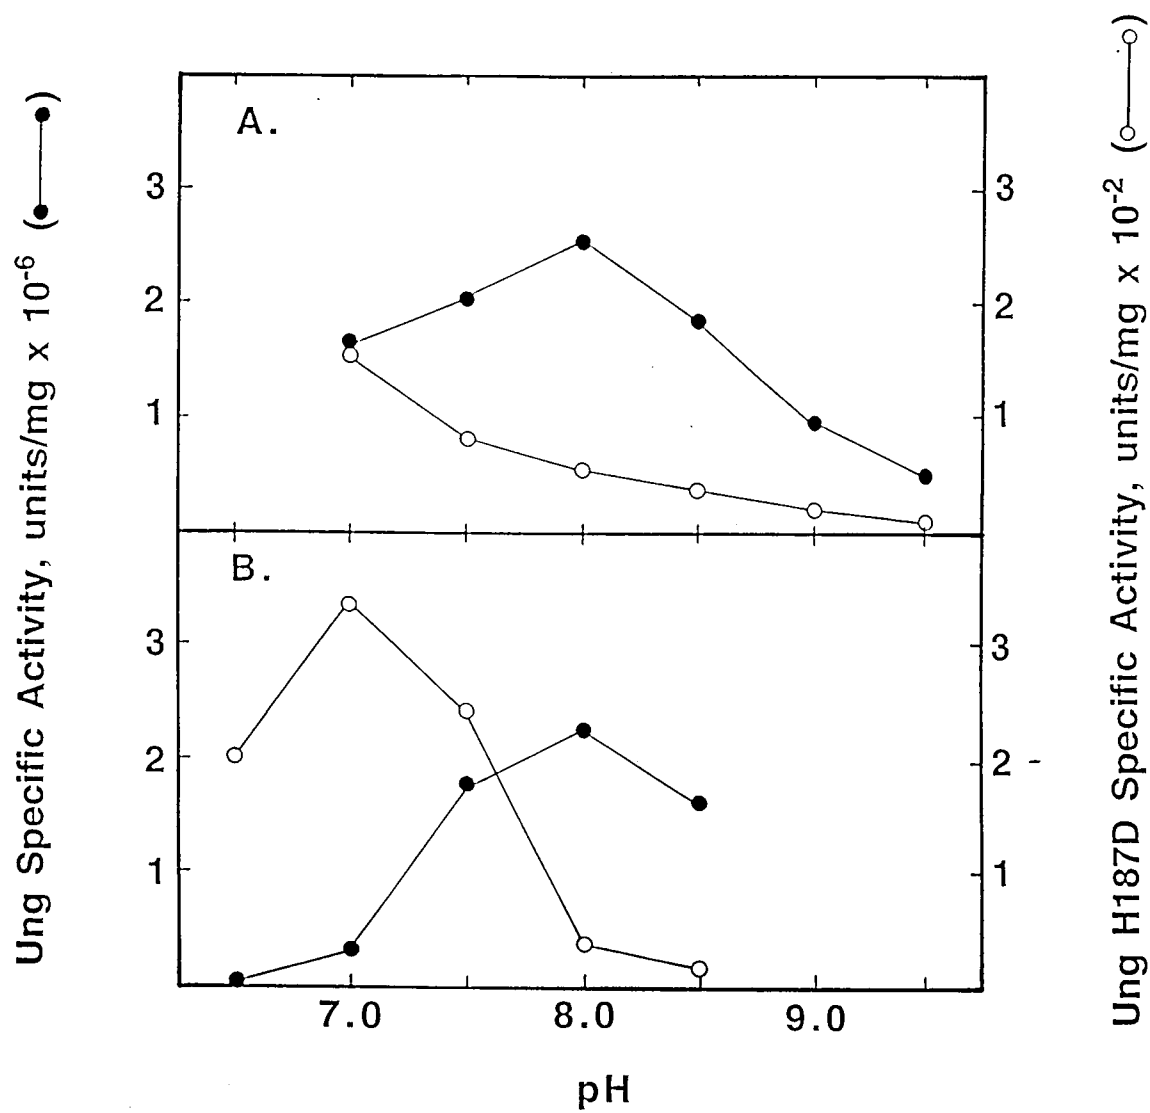 Ung Specific Activity, units/mg x 10⁻⁶ (●—●)
A.
3
2
1
3
2
1
B.
3
2
1
3
2
1
7.0 8.0 9.0
pH
Ung H187D Specific Activity, units/mg x 10⁻² (○—○)